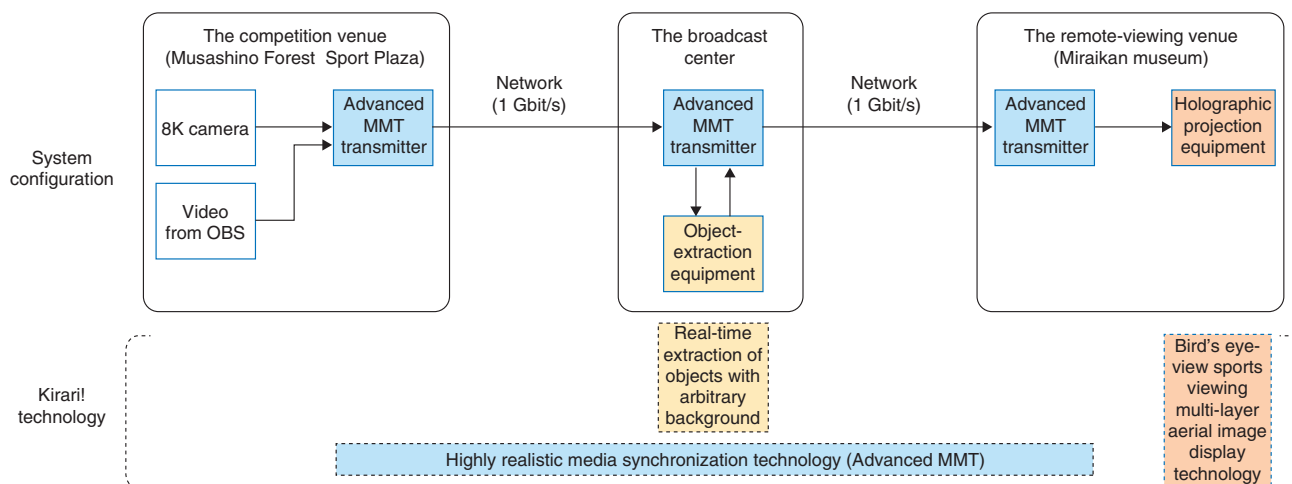 The competition venue
(Musashino Forest Sport Plaza)
8K camera
Video
from OBS
Advanced
MMT
transmitter
Network
(1 Gbit/s)
The broadcast
center
Advanced
MMT
transmitter
Object-
extraction
equipment
Network
(1 Gbit/s)
The remote-viewing venue
(Miraikan museum)
Advanced
MMT
transmitter
Holographic
projection
equipment
System
configuration
Kirari!
technology
Real-time
extraction of
objects with
arbitrary
background
Highly realistic media synchronization technology (Advanced MMT)
Bird’s eye-
view sports
viewing
multi-layer
aerial image
display
technology